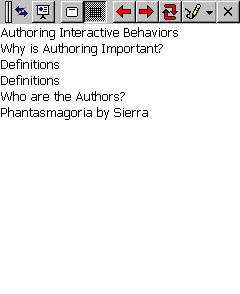 Authoring Interactive Behaviors
Why is Authoring Important?
Definitions
Definitions
Who are the Authors?
Phantasmagoria by Sierra